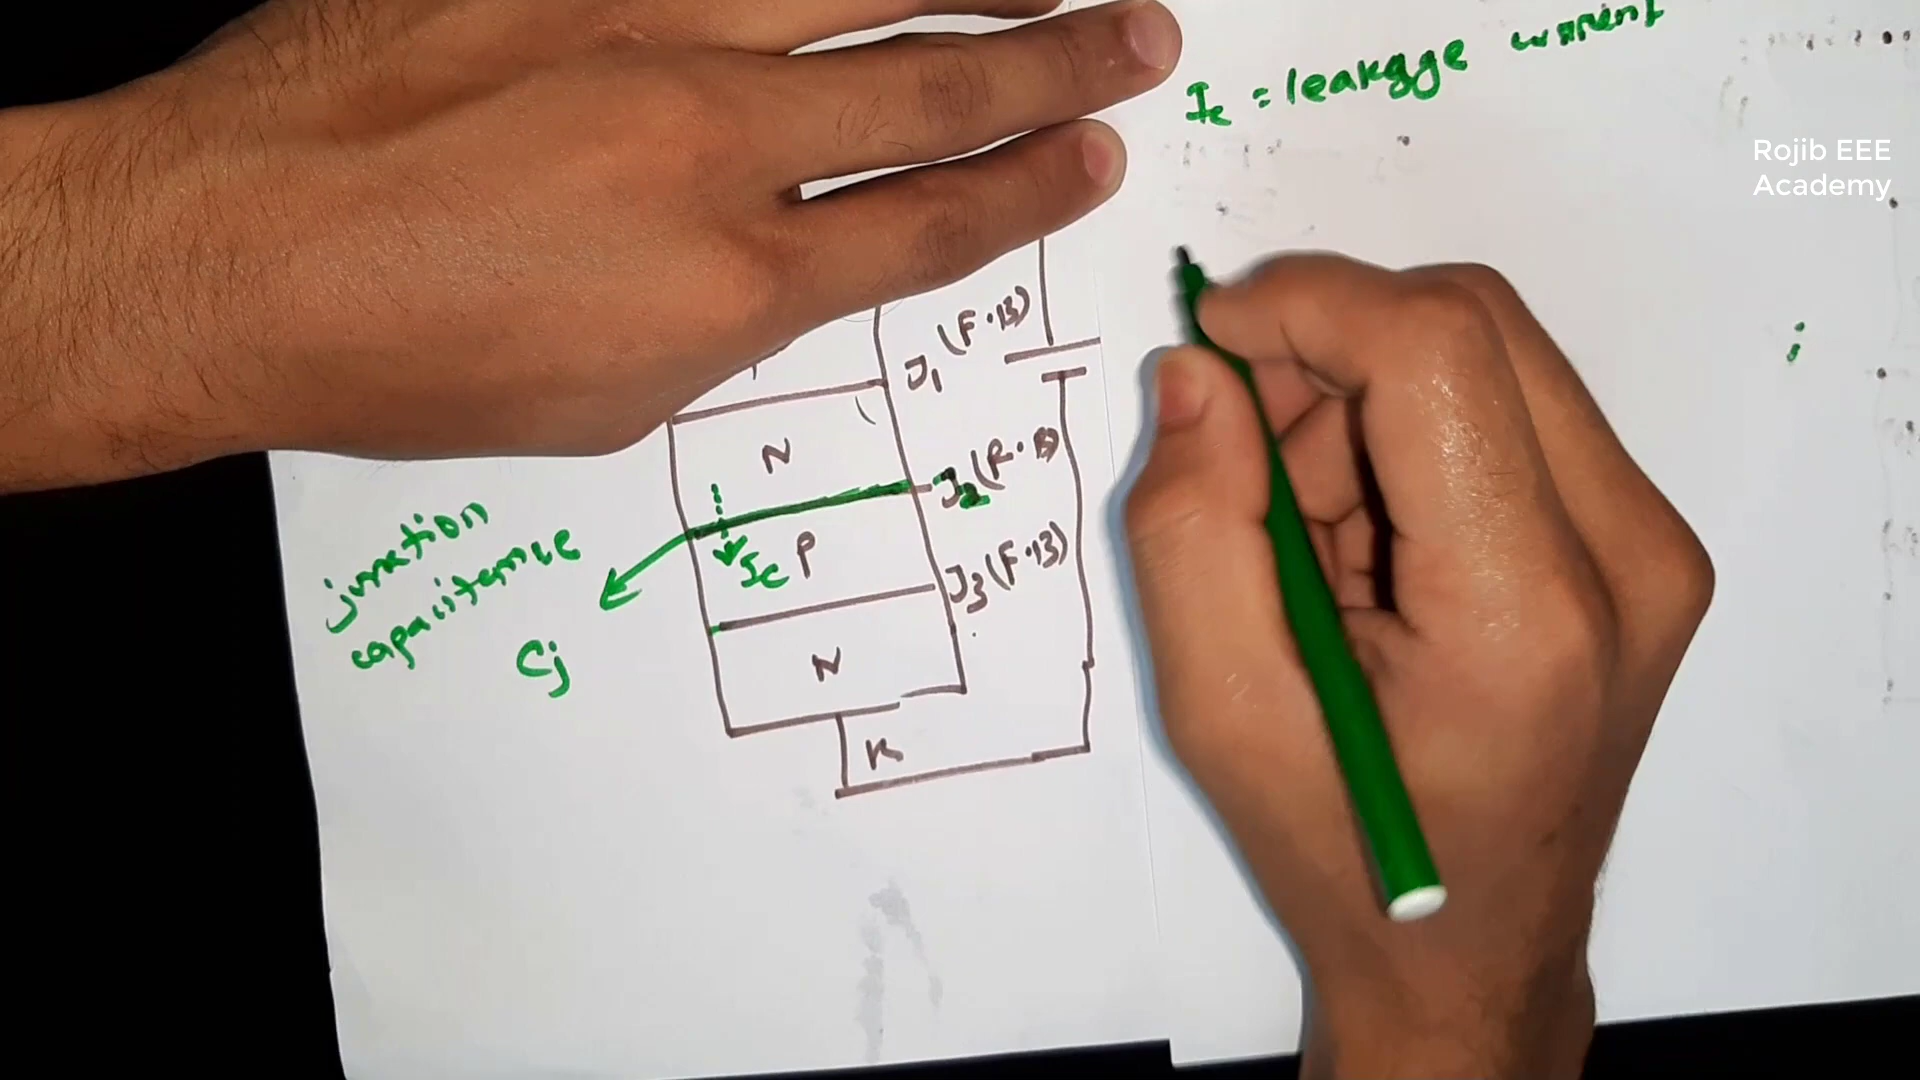 Ic = leakage current
Rojib EEE
Academy
J1 (F.B)
N
J2 (R.B
junction
capacitance
Cj
Ic P
J3 (F.B)
N
K